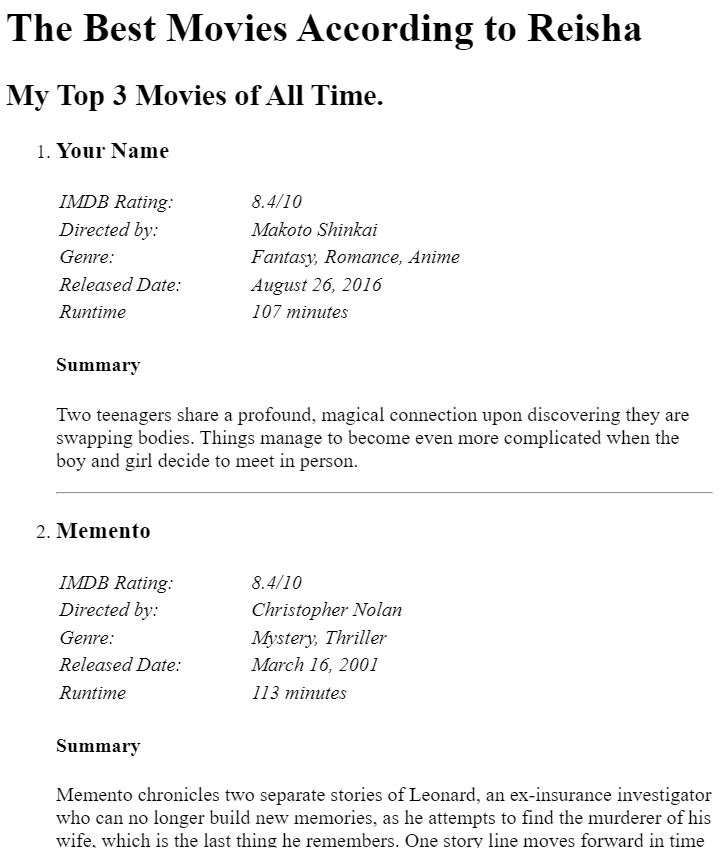 The Best Movies According to Reisha
My Top 3 Movies of All Time.
1. Your Name
IMDB Rating: 8.4/10
Directed by: Makoto Shinkai
Genre: Fantasy, Romance, Anime
Released Date: August 26, 2016
Runtime 107 minutes
Summary
Two teenagers share a profound, magical connection upon discovering they are
swapping bodies. Things manage to become even more complicated when the
boy and girl decide to meet in person.
2. Memento
IMDB Rating: 8.4/10
Directed by: Christopher Nolan
Genre: Mystery, Thriller
Released Date: March 16, 2001
Runtime 113 minutes
Summary
Memento chronicles two separate stories of Leonard, an ex-insurance investigator
who can no longer build new memories, as he attempts to find the murderer of his
wife, which is the last thing he remembers. One story line moves forward in time